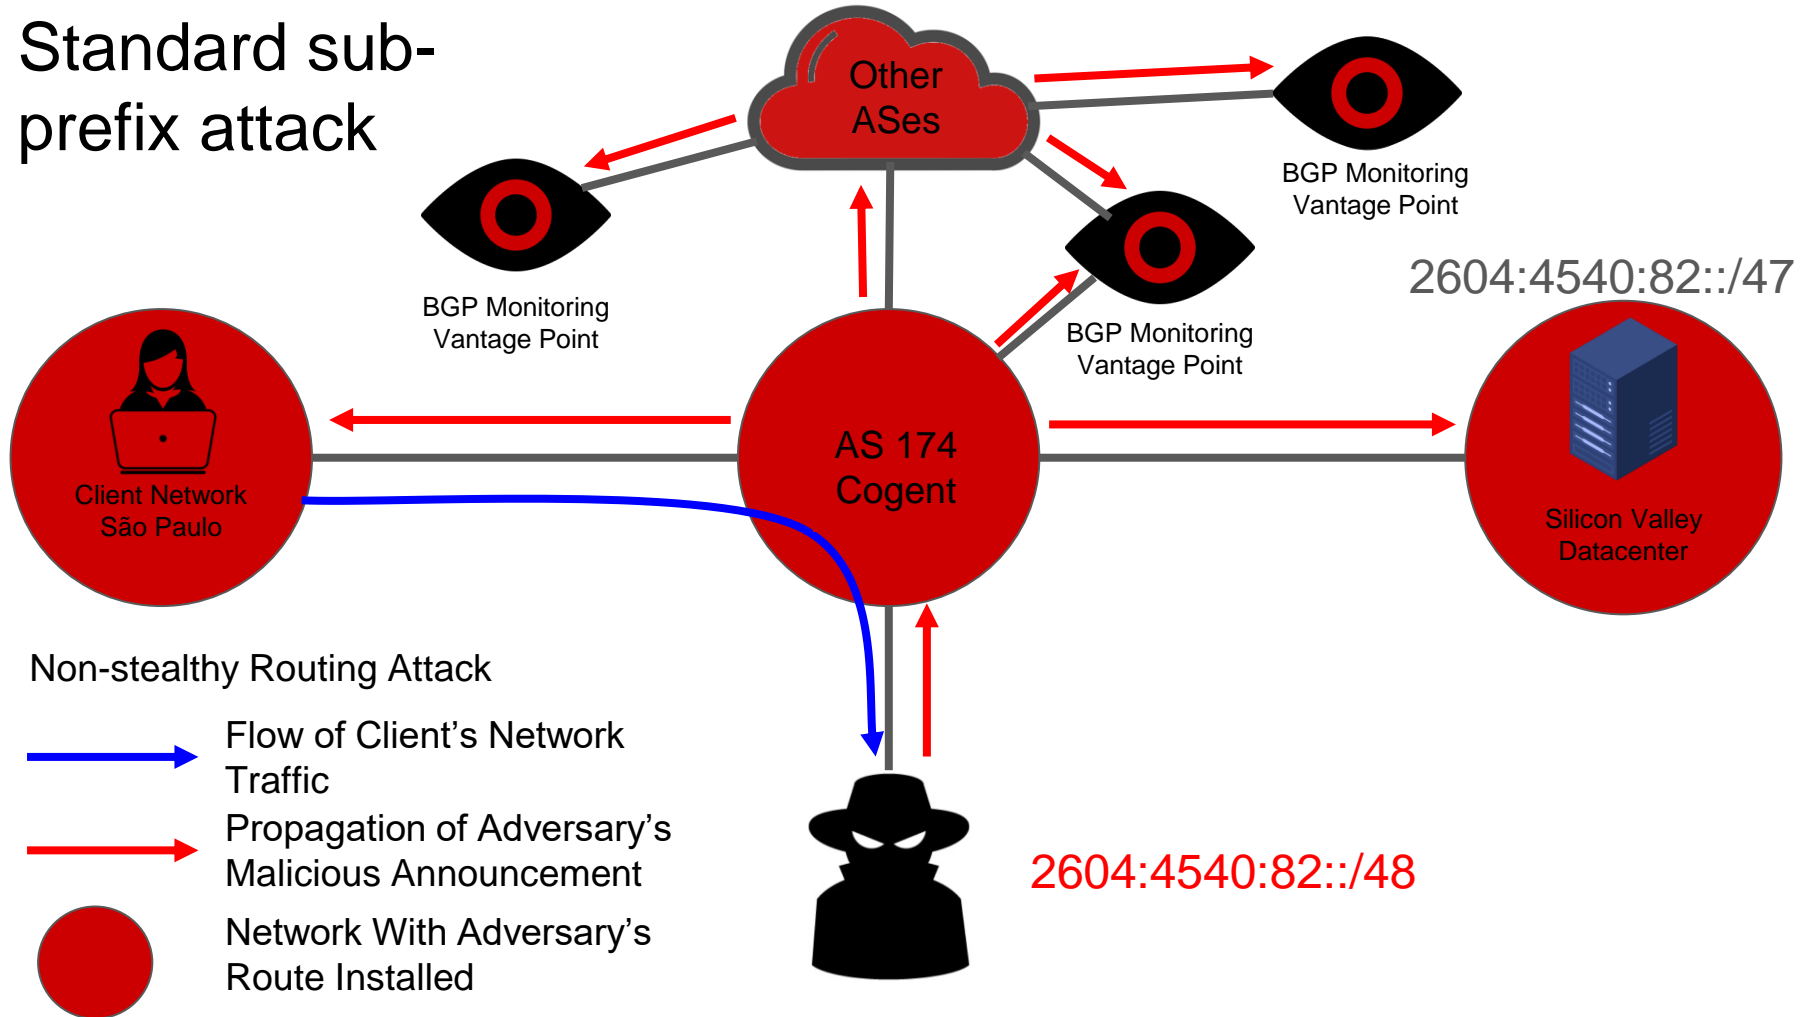 Standard sub-
prefix attack
Other
ASes
BGP Monitoring
Vantage Point
BGP Monitoring
Vantage Point
BGP Monitoring
Vantage Point
2604:4540:82::/47
Client Network
São Paulo
AS 174
Cogent
Silicon Valley
Datacenter
Non-stealthy Routing Attack
Flow of Client’s Network
Traffic
Propagation of Adversary’s
Malicious Announcement
Network With Adversary’s
Route Installed
2604:4540:82::/48